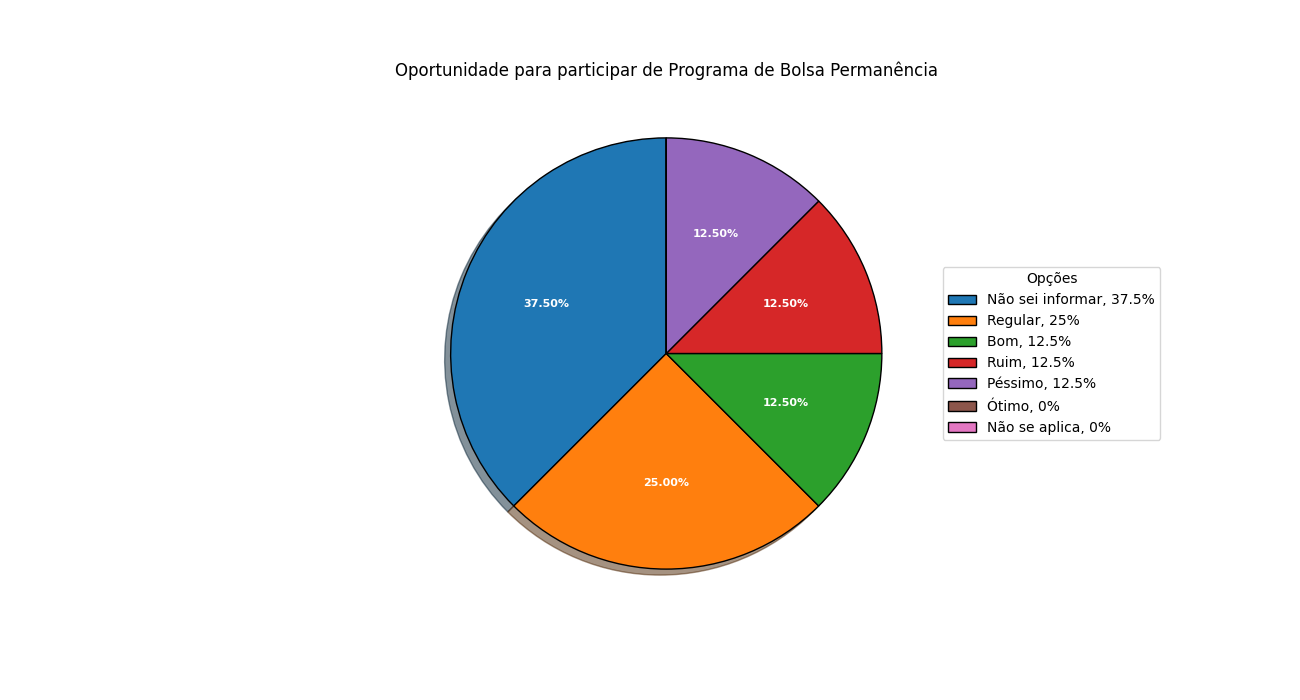 Oportunidade para participar de Programa de Bolsa Permanência
12.50%
37.50%
12.50%
12.50%
25.00%
Opções
Não sei informar, 37.5%
Regular, 25%
Bom, 12.5%
Ruim, 12.5%
Péssimo, 12.5%
Ótimo, 0%
Não se aplica, 0%